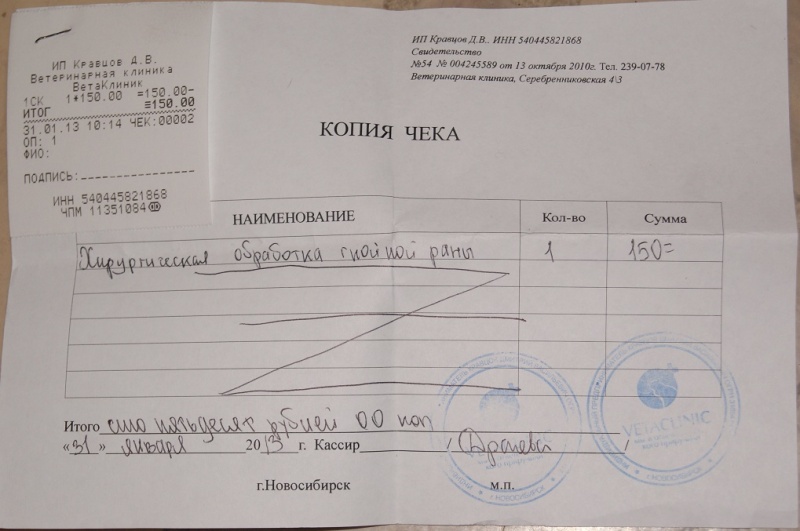 ИП Кравцов Д.В.
Ветеринарная клиника
ВетаКлиник
1СК 1*150.00 =150.00-
ИТОГ ≡150.00
31.01.13 10:14 ЧЕК:00002
ОП: 1
ФИО:
ПОДПИСЬ:
ИНН 540445821868
ЧПМ 11351084
ИП Кравцов Д.В.. ИНН 540445821868
Свидетельство
№54 № 004245589 от 13 октября 2010г. Тел. 239-07-78
Ветеринарная клиника, Серебренниковская 4\3
КОПИЯ ЧЕКА
НАИМЕНОВАНИЕ Кол-во Сумма
Хирургическая обработка гнойной раны 1 150=
Итого сто пятьдесят рублей 00 коп
«31» января 2013 г. Кассир
г.Новосибирск м.п.
VETACLINIC
г.НОВОСИБИРСК